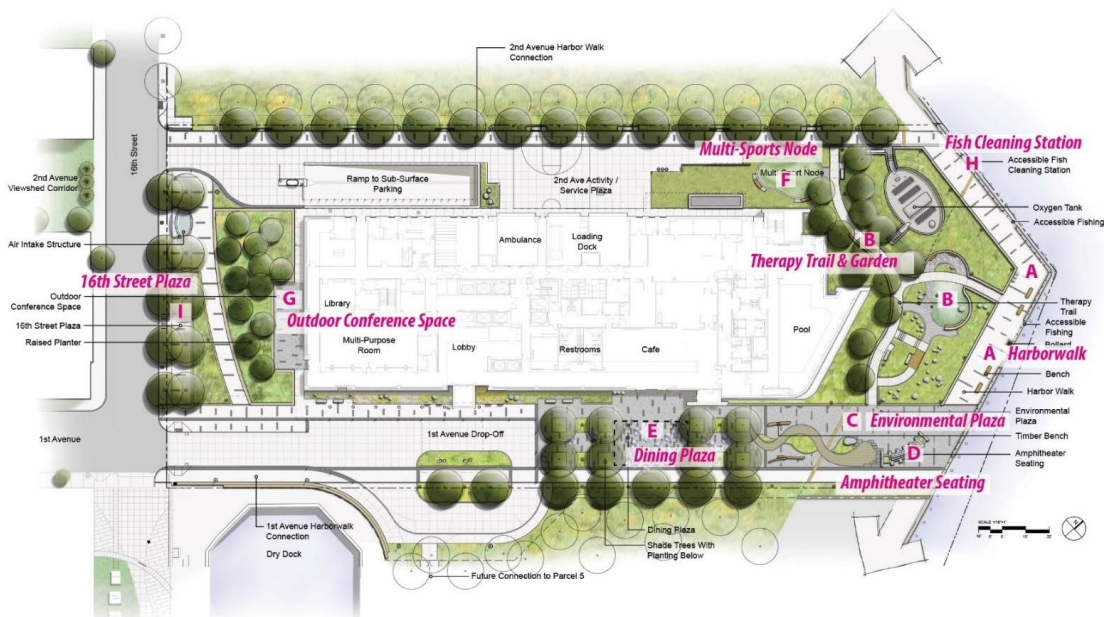 2nd Avenue Harbor Walk
Connection
16th Street
2nd Avenue
Viewshed Corridor
Air Intake Structure
16th Street Plaza
Outdoor
Conference Space
I
16th Street Plaza
Raised Planter
1st Avenue
Ramp to Sub-Surface
Parking
2nd Ave Activity /
Service Plaza
Multi-Sports Node
F
Ambulance
Loading
Dock
B
Therapy Trail & Garden
G
Outdoor Conference Space
Library
Multi-Purpose
Room
Lobby
Restrooms
Cafe
Pool
Fish Cleaning Station
H
Accessible Fish
Cleaning Station
Oxygen Tank
Accessible Fishing
A
B
Therapy
Trail
Accessible
Fishing
A
Harborwalk
Bench
Harbor Walk
C
Environmental Plaza
Environmental
Plaza
Timber Bench
D
Amphitheater
Seating
Amphitheater Seating
1st Avenue Drop-Off
E
Dining Plaza
1st Avenue Harborwalk
Connection
Dry Dock
Dining Plaza
Shade Trees With
Planting Below
Future Connection to Parcel 5